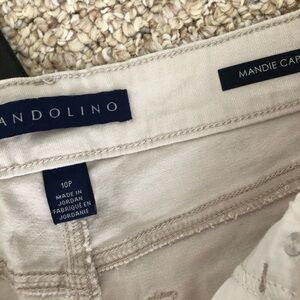 ANDOLINO
MANDIE CAP
10P
MADE IN
JORDAN
FABRIQUÉ EN
JORDANIE